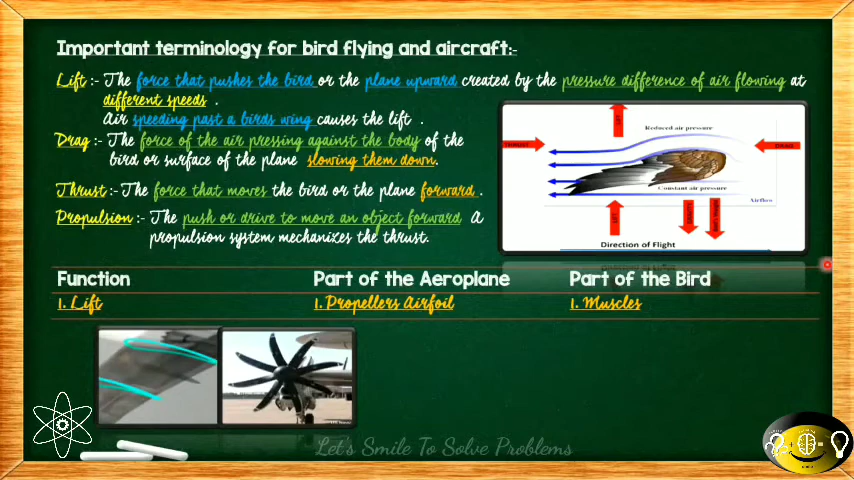 Important terminology for bird flying and aircraft:-
Lift :- The force that pushes the bird or the plane upward created by the pressure difference of air flowing at
different speeds .
Air speeding past a birds wing causes the lift .
Drag :- The force of the air pressing against the body of the
bird or surface of the plane slowing them down.
Thrust :- The force that moves the bird or the plane forward .
Propulsion :- The push or drive to move an object forward A
propulsion system mechanizes the thrust.
LIFT
Reduced air pressure
THRUST
DRAG
Constant air pressure
Airflow
LIFT
Direction of Flight
Function Part of the Aeroplane Part of the Bird
1. Lift 1. Propellers Airfoil 1. Muscles
Let's Smile To Solve Problems